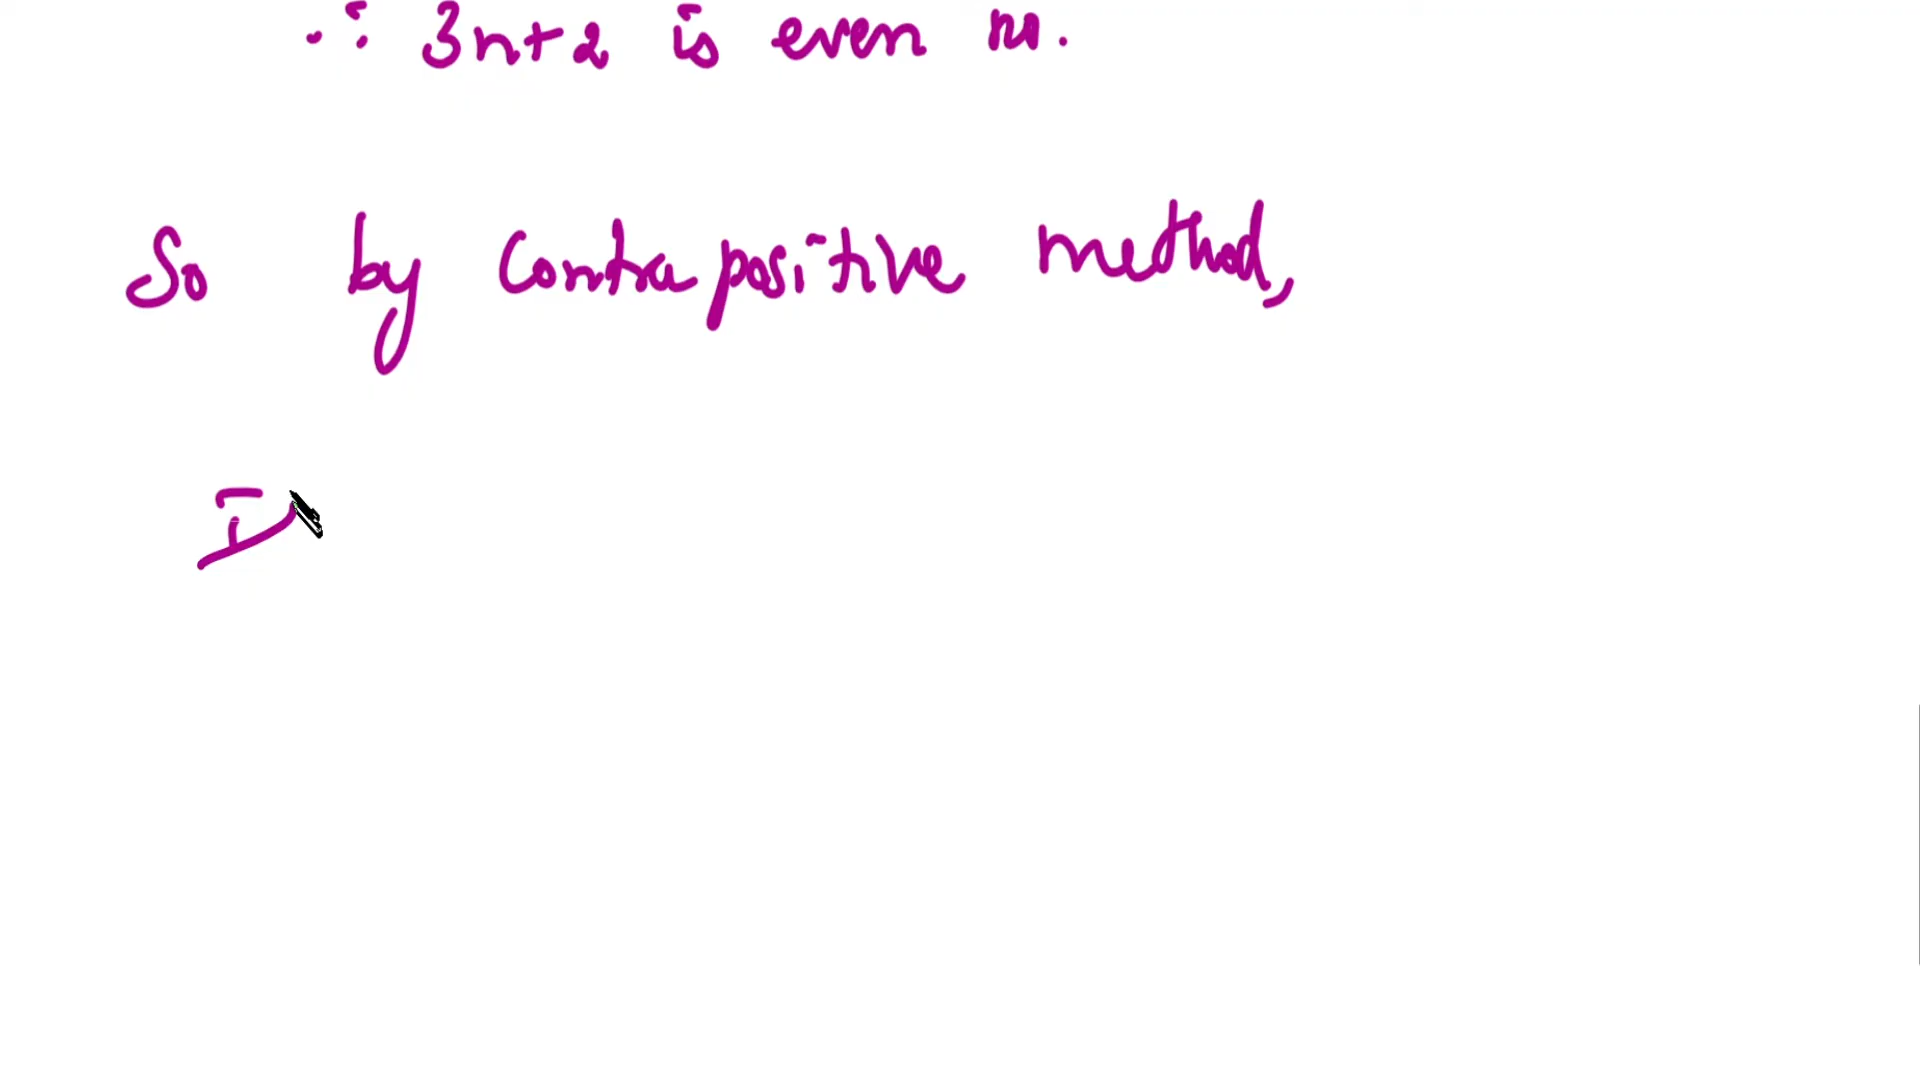 ∴ 3n+2 is even no.
So by Contrapositive method,
I